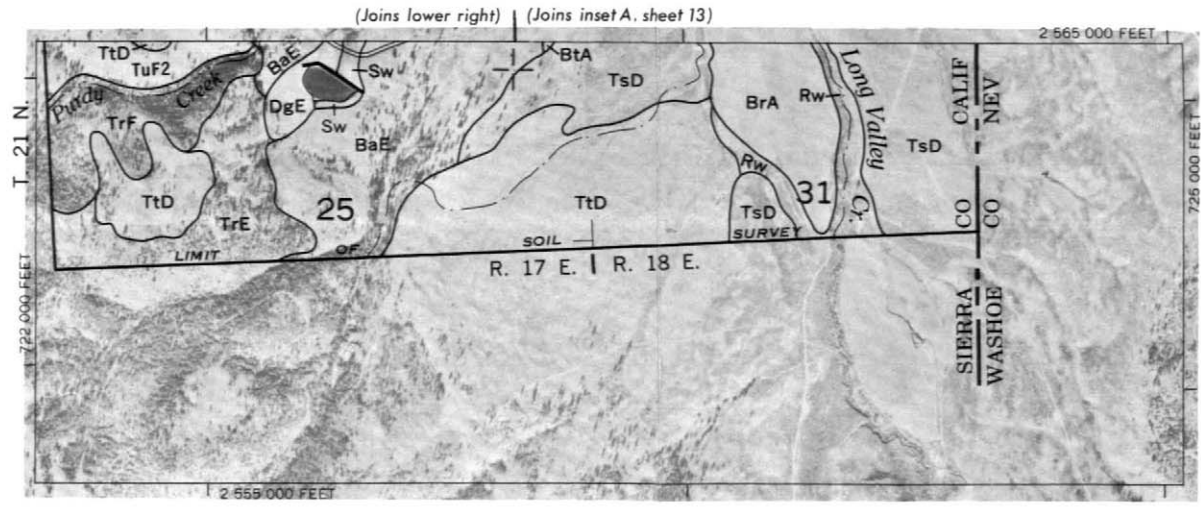 (Joins lower right) (Joins inset A. sheet 13)
2 565 000 FEET
TtD
TuF2
BaE
Sw
BtA
TsD
Purdy Creek
DgE
Sw
TrF
BaE
BrA
Rw
Long Valley Cr.
TsD
CALIF
NEV
T. 21 N.
TtD
TrE
25
TtD
Rw
TsD
31
CO
CO
725 000 FEET
LIMIT OF SOIL SURVEY
R. 17 E. R. 18 E.
722 000 FEET
SIERRA
WASHOE
2 555 000 FEET